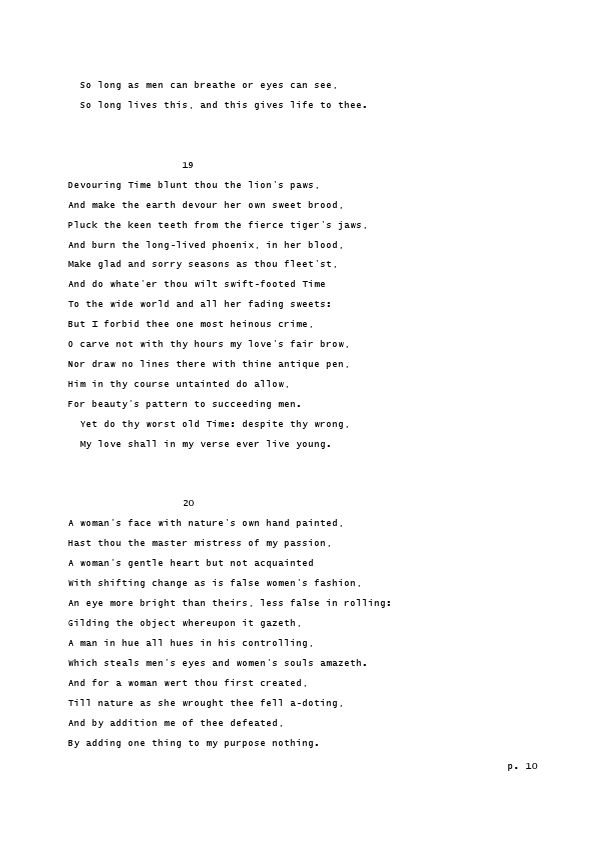 So long as men can breathe or eyes can see,
So long lives this, and this gives life to thee.
19
Devouring Time blunt thou the lion's paws,
And make the earth devour her own sweet brood,
Pluck the keen teeth from the fierce tiger's jaws,
And burn the long-lived phoenix, in her blood,
Make glad and sorry seasons as thou fleet'st,
And do whate'er thou wilt swift-footed Time
To the wide world and all her fading sweets:
But I forbid thee one most heinous crime,
O carve not with thy hours my love's fair brow,
Nor draw no lines there with thine antique pen,
Him in thy course untainted do allow,
For beauty's pattern to succeeding men.
Yet do thy worst old Time: despite thy wrong,
My love shall in my verse ever live young.
20
A woman's face with nature's own hand painted,
Hast thou the master mistress of my passion,
A woman's gentle heart but not acquainted
With shifting change as is false women's fashion,
An eye more bright than theirs, less false in rolling:
Gilding the object whereupon it gazeth,
A man in hue all hues in his controlling,
Which steals men's eyes and women's souls amazeth.
And for a woman wert thou first created,
Till nature as she wrought thee fell a-doting,
And by addition me of thee defeated,
By adding one thing to my purpose nothing.
p. 10